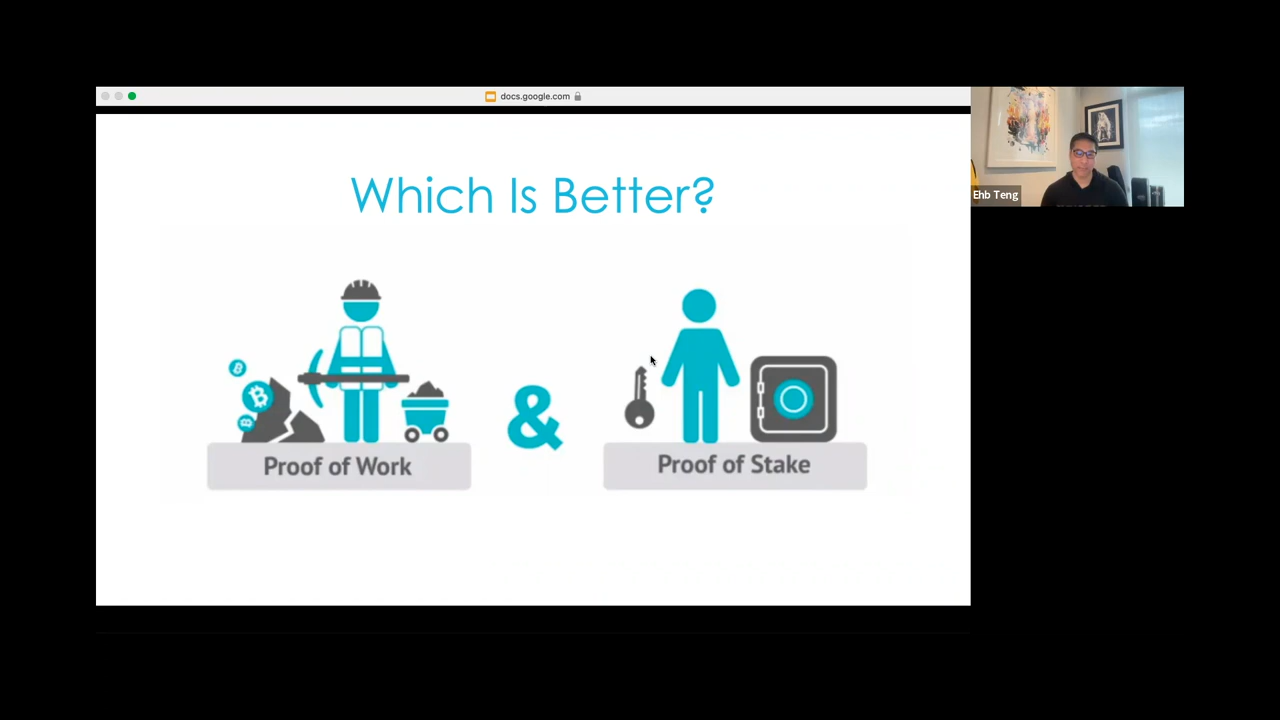 docs.google.com
Which Is Better?
Ehb Teng
&
Proof of Work
Proof of Stake